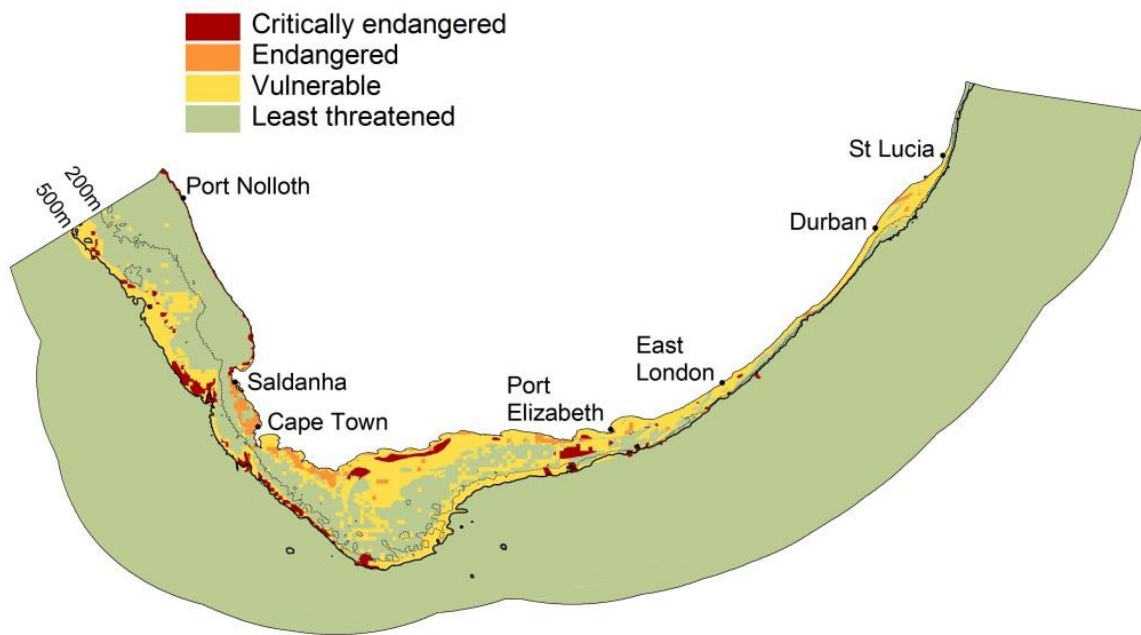 Critically endangered
Endangered
Vulnerable
Least threatened
St Lucia
Port Nolloth
200m
500m
Durban
East
London
Port
Elizabeth
Saldanha
Cape Town